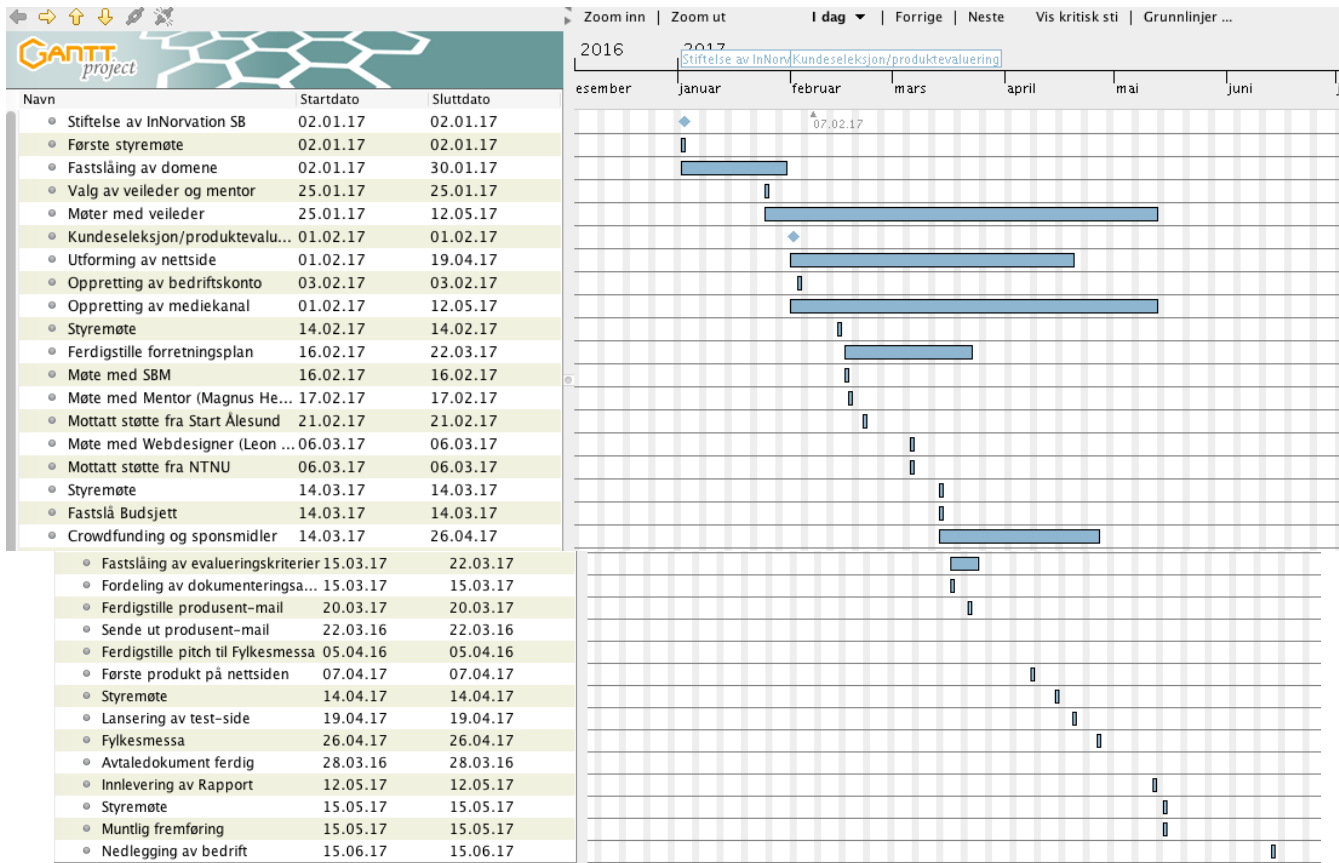 Zoom inn | Zoom ut I dag ▼ | Forrige | Neste Vis kritisk sti | Grunnlinjer ...
GANTT project
2016 2017
Stiftelse av InNorv Kundeseleksjon/produktevaluering
esember januar februar mars april mai juni
Navn Startdato Sluttdato
07.02.17
Stiftelse av InNorvation SB 02.01.17 02.01.17
Første styremøte 02.01.17 02.01.17
Fastslåing av domene 02.01.17 30.01.17
Valg av veileder og mentor 25.01.17 25.01.17
Møter med veileder 25.01.17 12.05.17
Kundeseleksjon/produktevalu... 01.02.17 01.02.17
Utforming av nettside 01.02.17 19.04.17
Oppretting av bedriftskonto 03.02.17 03.02.17
Oppretting av mediekanal 01.02.17 12.05.17
Styremøte 14.02.17 14.02.17
Ferdigstille forretningsplan 16.02.17 22.03.17
Møte med SBM 16.02.17 16.02.17
Møte med Mentor (Magnus He... 17.02.17 17.02.17
Mottatt støtte fra Start Ålesund 21.02.17 21.02.17
Møte med Webdesigner (Leon ... 06.03.17 06.03.17
Mottatt støtte fra NTNU 06.03.17 06.03.17
Styremøte 14.03.17 14.03.17
Fastslå Budsjett 14.03.17 14.03.17
Crowdfunding og sponsmidler 14.03.17 26.04.17
Fastslåing av evalueringskriterier 15.03.17 22.03.17
Fordeling av dokumenteringsa... 15.03.17 15.03.17
Ferdigstille produsent-mail 20.03.17 20.03.17
Sende ut produsent-mail 22.03.16 22.03.16
Ferdigstille pitch til Fylkesmessa 05.04.16 05.04.16
Første produkt på nettsiden 07.04.17 07.04.17
Styremøte 14.04.17 14.04.17
Lansering av test-side 19.04.17 19.04.17
Fylkesmessa 26.04.17 26.04.17
Avtaledokument ferdig 28.03.16 28.03.16
Innlevering av Rapport 12.05.17 12.05.17
Styremøte 15.05.17 15.05.17
Muntlig fremføring 15.05.17 15.05.17
Nedlegging av bedrift 15.06.17 15.06.17